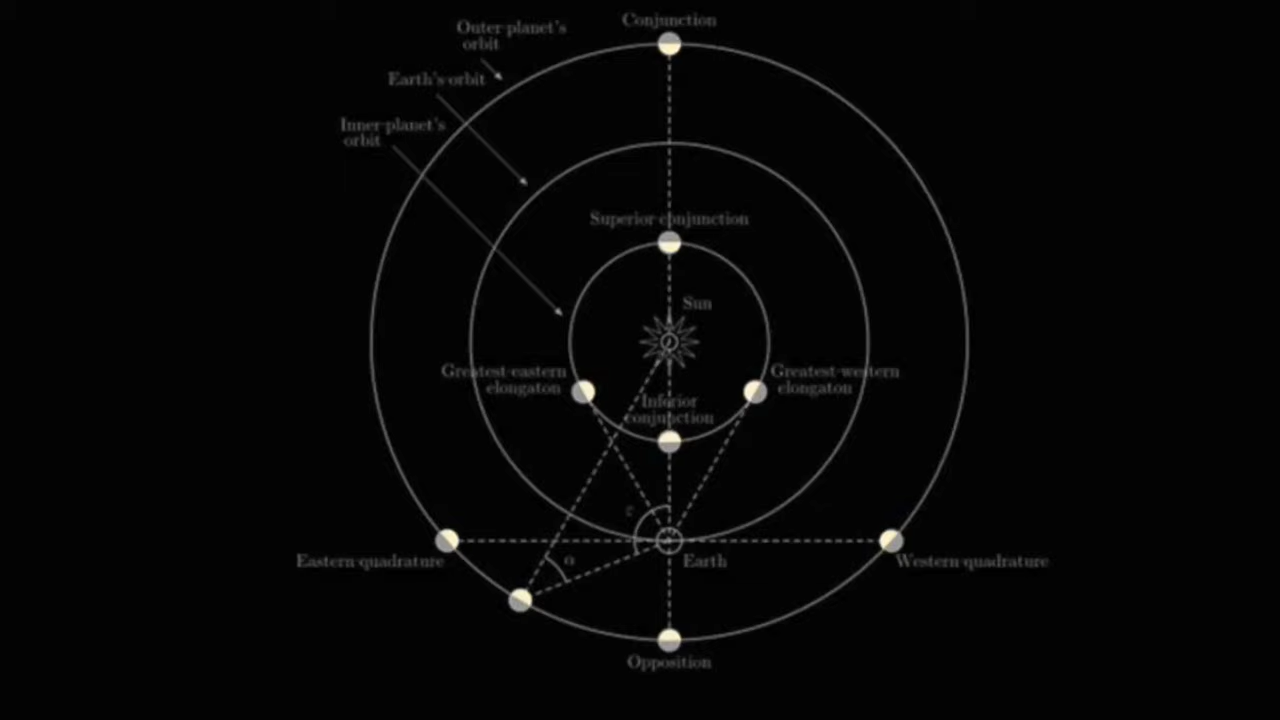 Conjunction
Outer planet's
orbit
Earth's orbit
Inner planet's
orbit
Superior conjunction
Sun
Greatest eastern
elongaton
Greatest western
elongaton
Inferior
conjunction
ε
α
Earth
Eastern quadrature
Western quadrature
Opposition